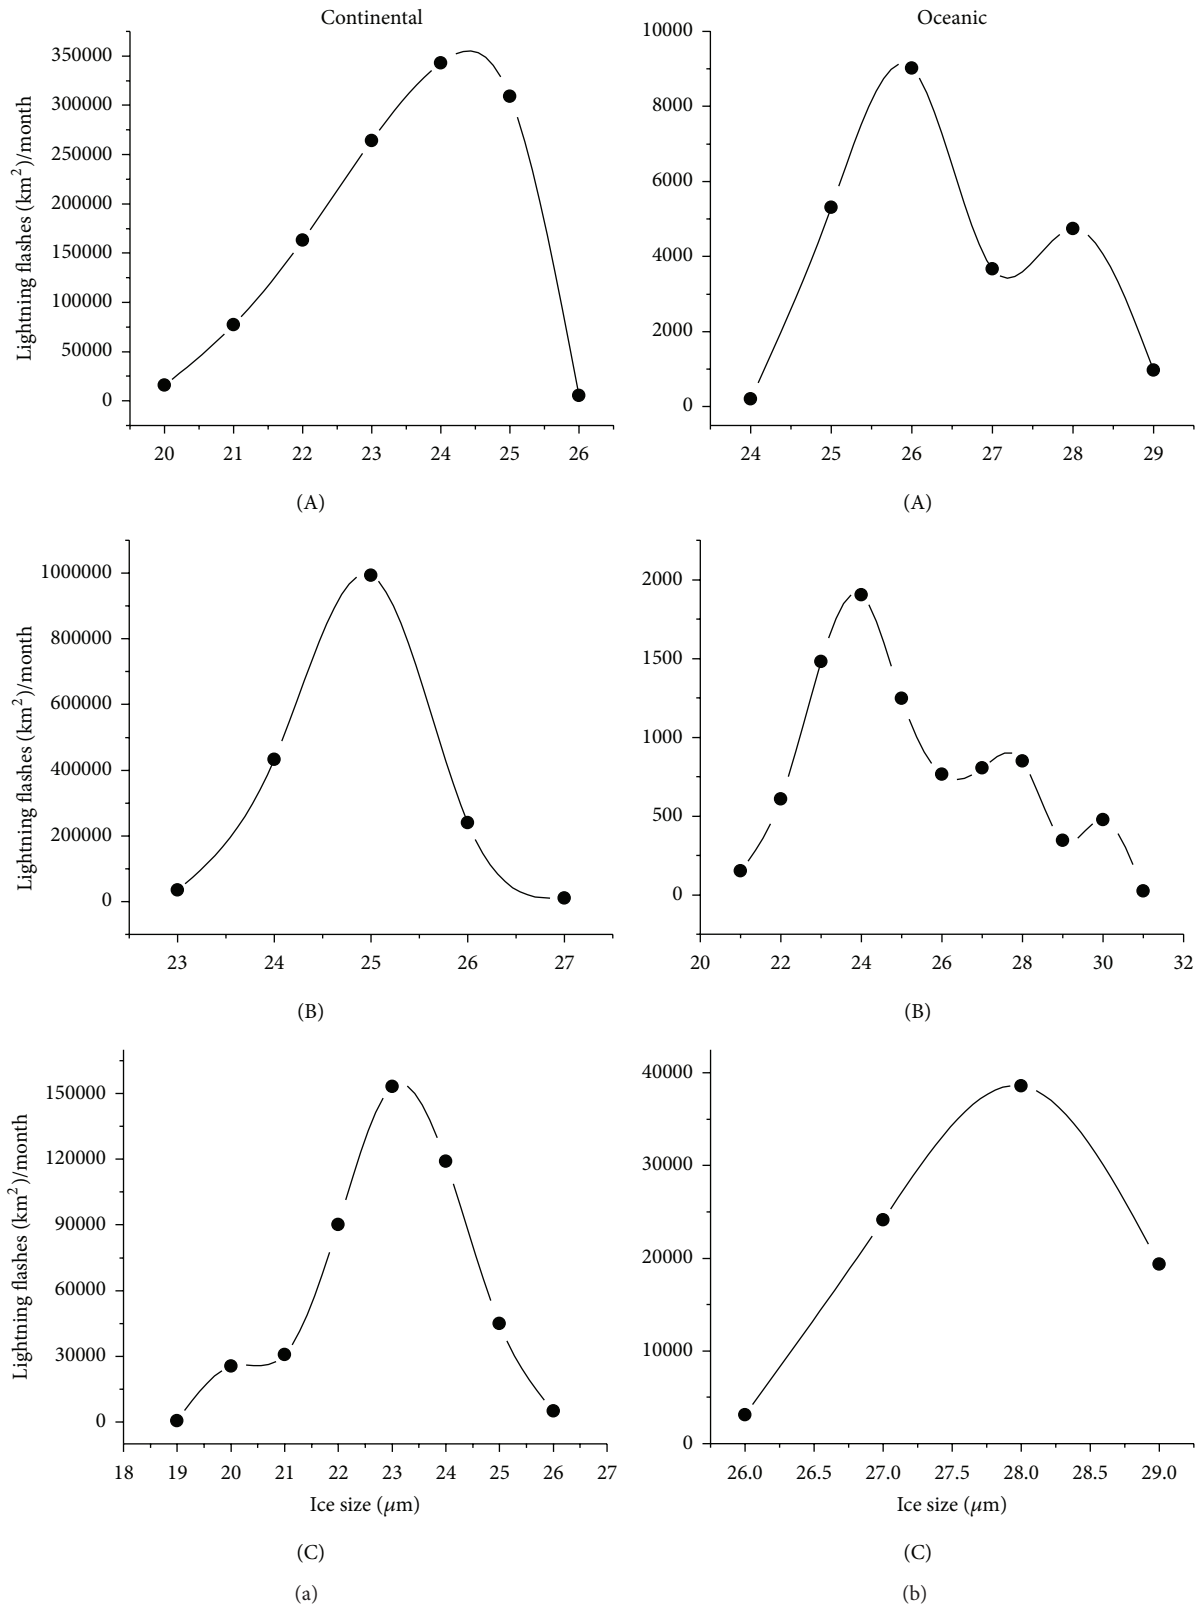 Continental
Lightning flashes (km²)/month
350000
300000
250000
200000
150000
100000
50000
0
20 21 22 23 24 25 26
(A)
Oceanic
10000
8000
6000
4000
2000
0
24 25 26 27 28 29
(A)
Lightning flashes (km²)/month
1000000
800000
600000
400000
200000
0
23 24 25 26 27
(B)
2000
1500
1000
500
0
20 22 24 26 28 30 32
(B)
Lightning flashes (km²)/month
150000
120000
90000
60000
30000
0
18 19 20 21 22 23 24 25 26 27
Ice size (μm)
(C)
(a)
40000
30000
20000
10000
0
26.0 26.5 27.0 27.5 28.0 28.5 29.0
Ice size (μm)
(C)
(b)